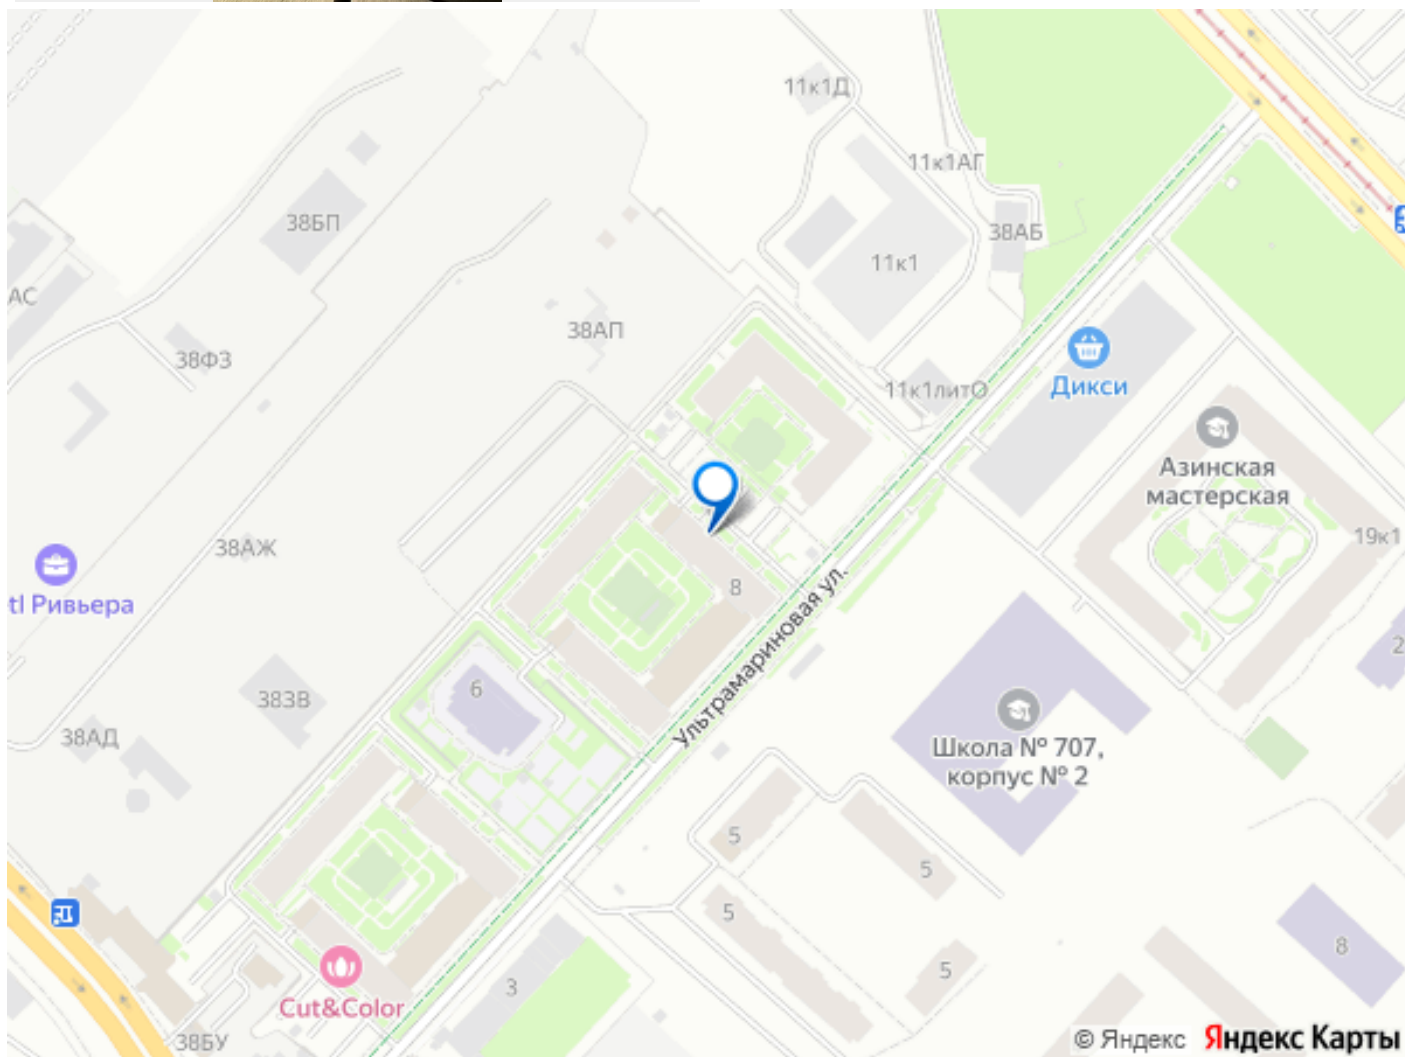 11к1Д
11к1АГ
38БП
38АБ
11к1
АС
38АП
38ФЗ
Дикси
11к1литО
Азинская
мастерская
19к1
38АЖ
8
Ультрамариновая ул.
tl Ривьера
2
6
38ЗВ
38АД
Школа № 707,
корпус № 2
5
5
5
8
5
3
Cut&Color
38БУ
© Яндекс Яндекс Карты